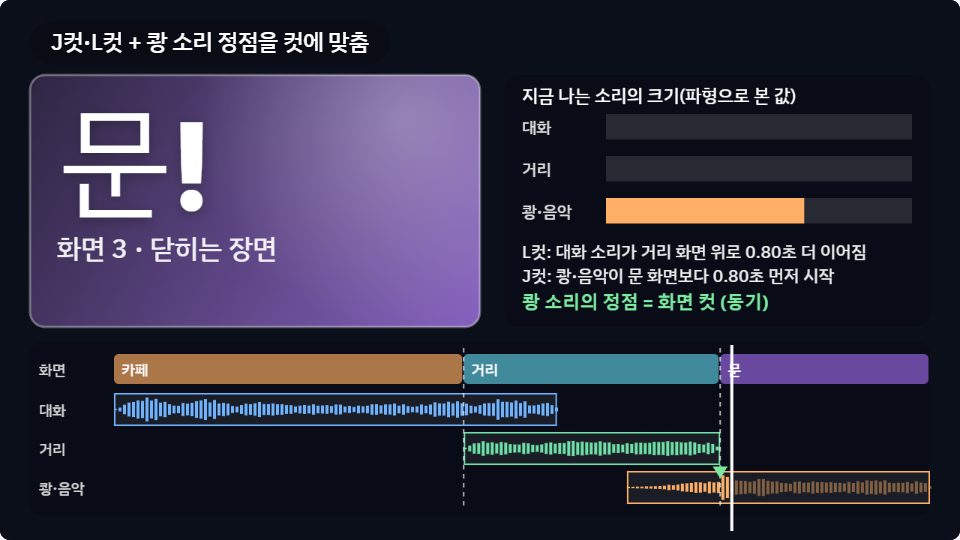 J컷·L컷 + 쾅 소리 정점을 컷에 맞춤
문!
화면 3 · 닫히는 장면
지금 나는 소리의 크기(파형으로 본 값)
대화
거리
쾅·음악
L컷: 대화 소리가 거리 화면 위로 0.80초 더 이어짐
J컷: 쾅·음악이 문 화면보다 0.80초 먼저 시작
쾅 소리의 정점 = 화면 컷 (동기)
화면 카페 거리 문
대화
거리
쾅·음악